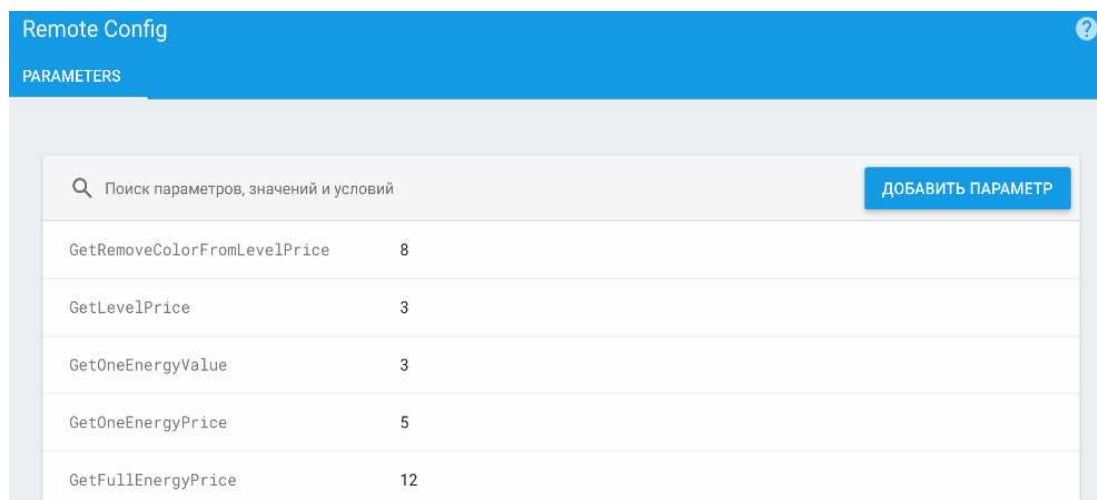 Remote Config
?
PARAMETERS
Поиск параметров, значений и условий
ДОБАВИТЬ ПАРАМЕТР
GetRemoveColorFromLevelPrice 8
GetLevelPrice 3
GetOneEnergyValue 3
GetOneEnergyPrice 5
GetFullEnergyPrice 12